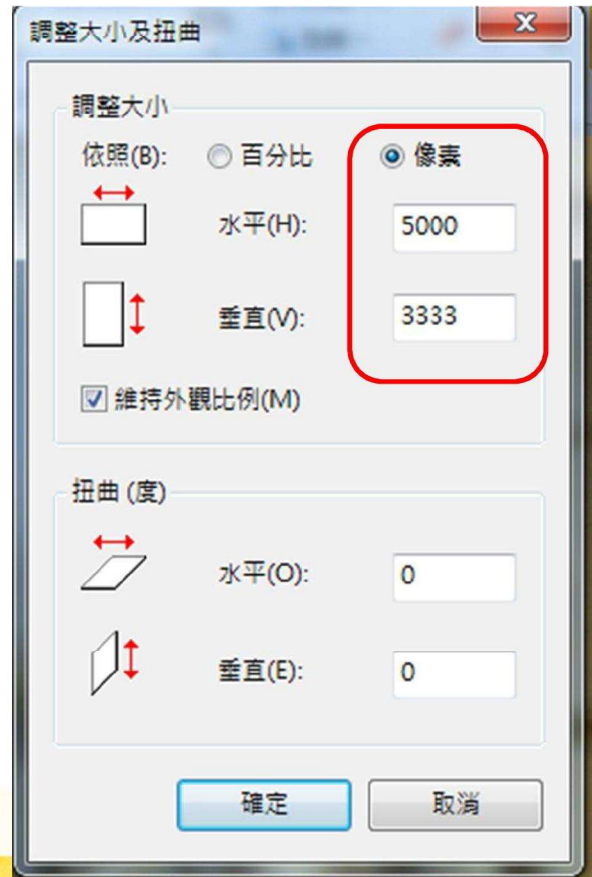 調整大小及扭曲
調整大小
依照(B): 百分比 像素
水平(H): 5000
垂直(V): 3333
維持外觀比例(M)
扭曲 (度)
水平(O): 0
垂直(E): 0
確定 取消